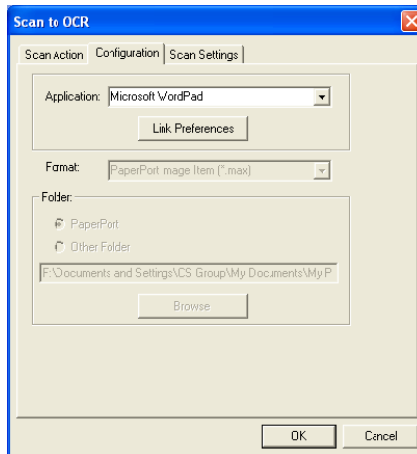 Scan to OCR
Scan Action Configuration Scan Settings
Application: Microsoft WordPad
Link Preferences
Format: PaperPort mage Item (*.max)
Folder:
PaperPort
Other Folder
F:\Documents and Settings\CS Group\My Documents\My P
Browse
OK Cancel